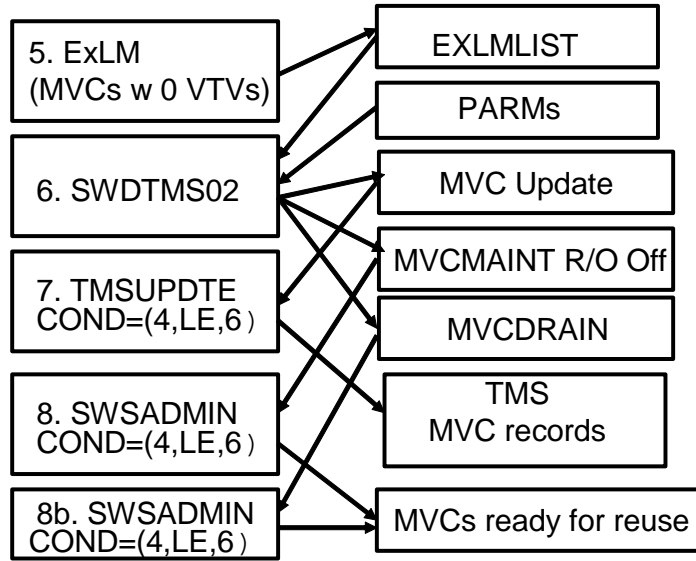 5. ExLM
(MVCs w 0 VTVs)
6. SWDTMS02
7. TMSUPDTE
COND=(4,LE,6)
8. SWSADMIN
COND=(4,LE,6)
8b. SWSADMIN
COND=(4,LE,6)
EXLMLIST
PARMs
MVC Update
MVCMAINT R/O Off
MVCDRAIN
TMS
MVC records
MVCs ready for reuse